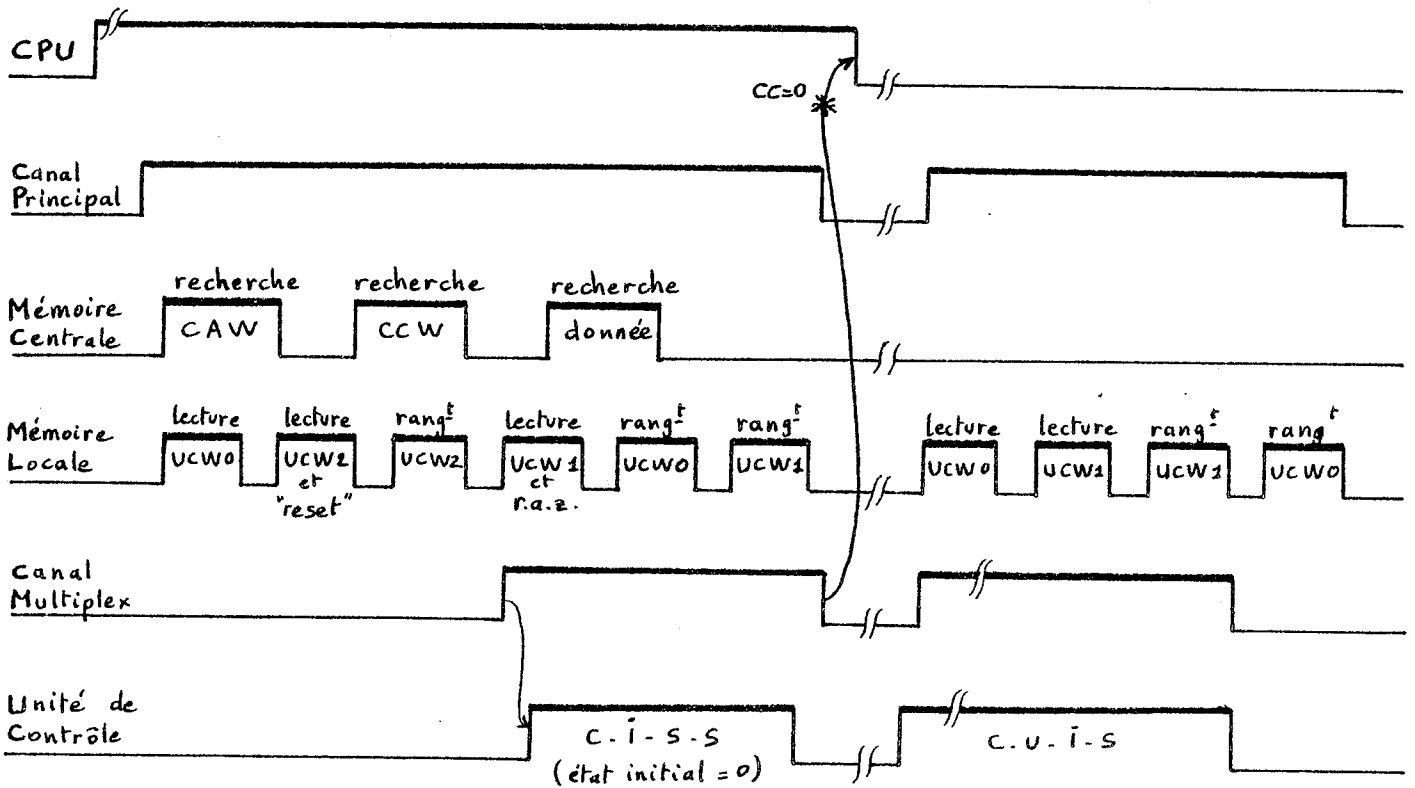 CPU
CC=0
Canal
Principal
Mémoire
Centrale
recherche
CAW
recherche
CCW
recherche
donnée
Mémoire
Locale
lecture
UCW0
lecture
UCW2
et
"reset"
rangt
UCW2
lecture
UCW1
et
r.a.z.
rangt
UCW0
rangt
UCW1
lecture
UCW0
lecture
UCW1
rangt
UCW1
rangt
UCW0
Canal
Multiplex
Unité de
Contrôle
C-I-S-S
(état initial = 0)
C-U-I-S